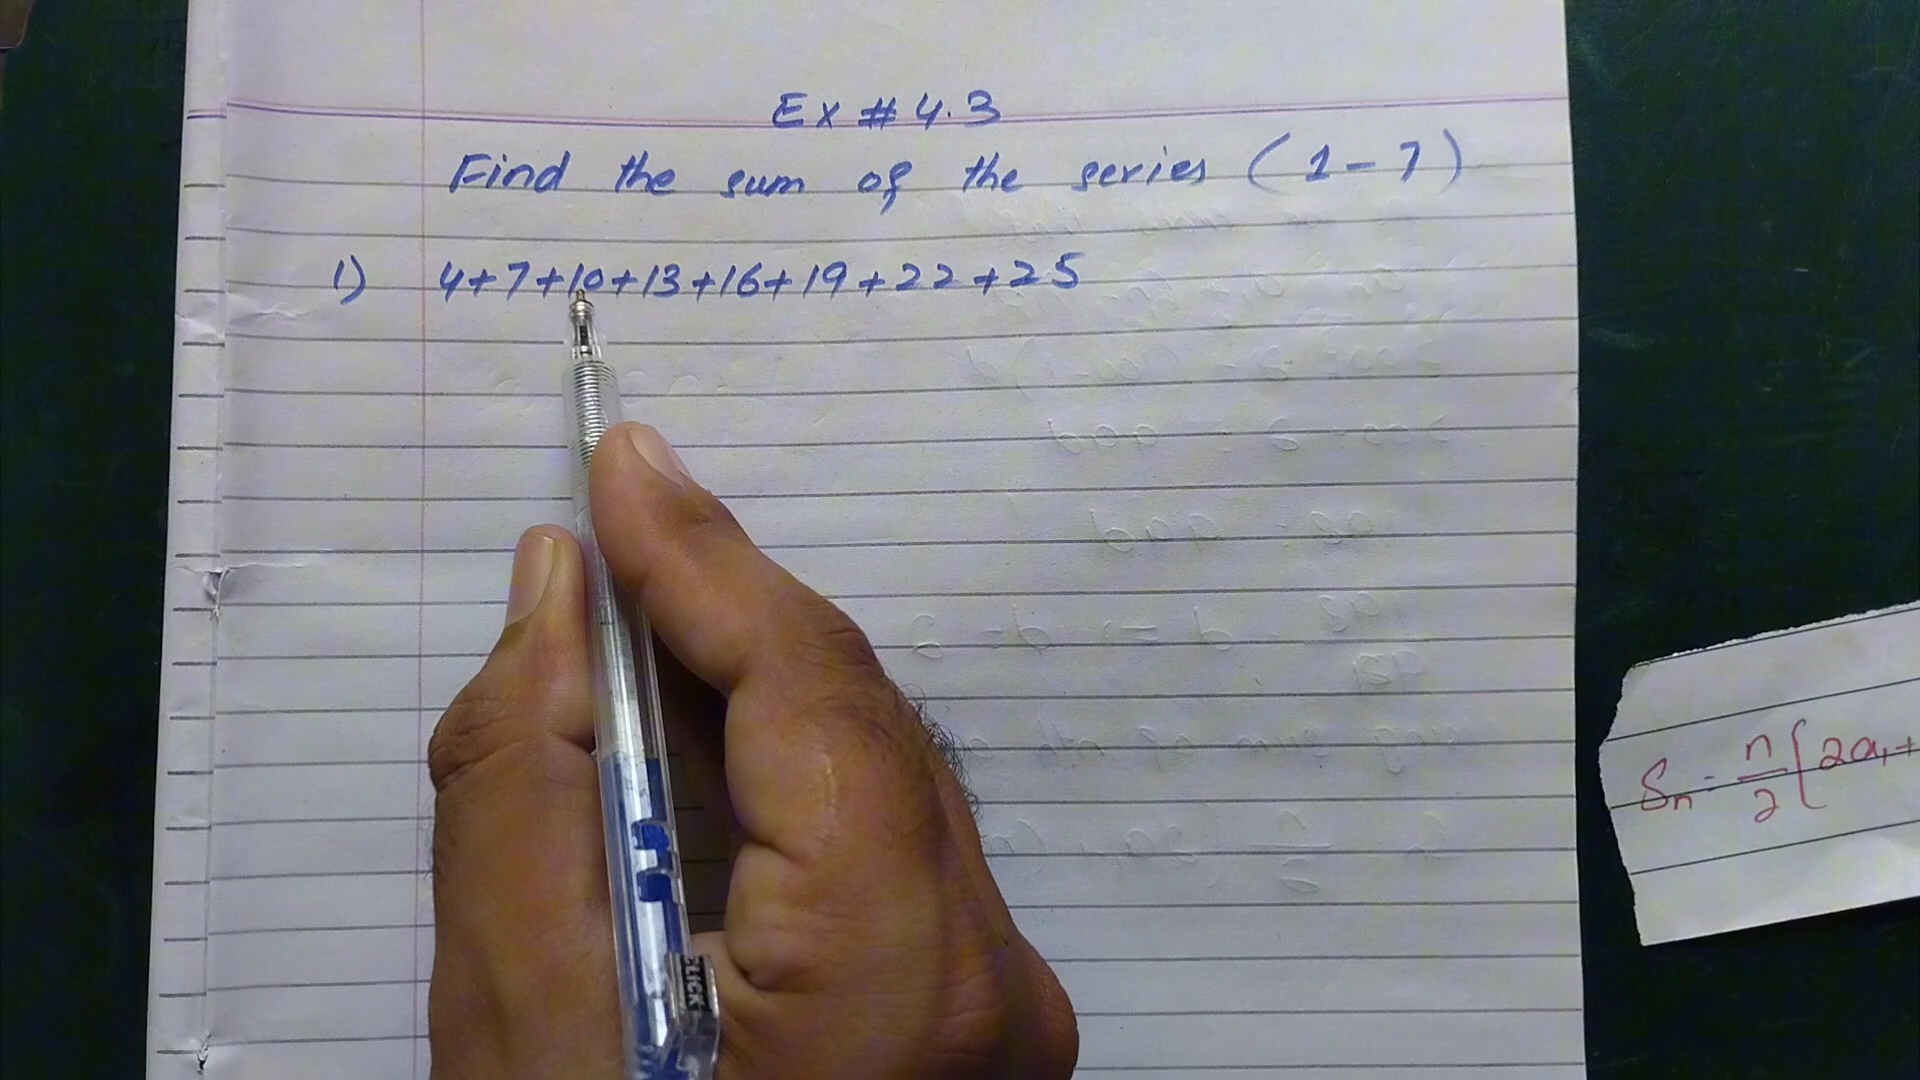 Ex # 4.3
Find the sum of the series (1-7)
1) 4+7+10+13+16+19+22+25
Sn = n/2 [2a1+
CLICK